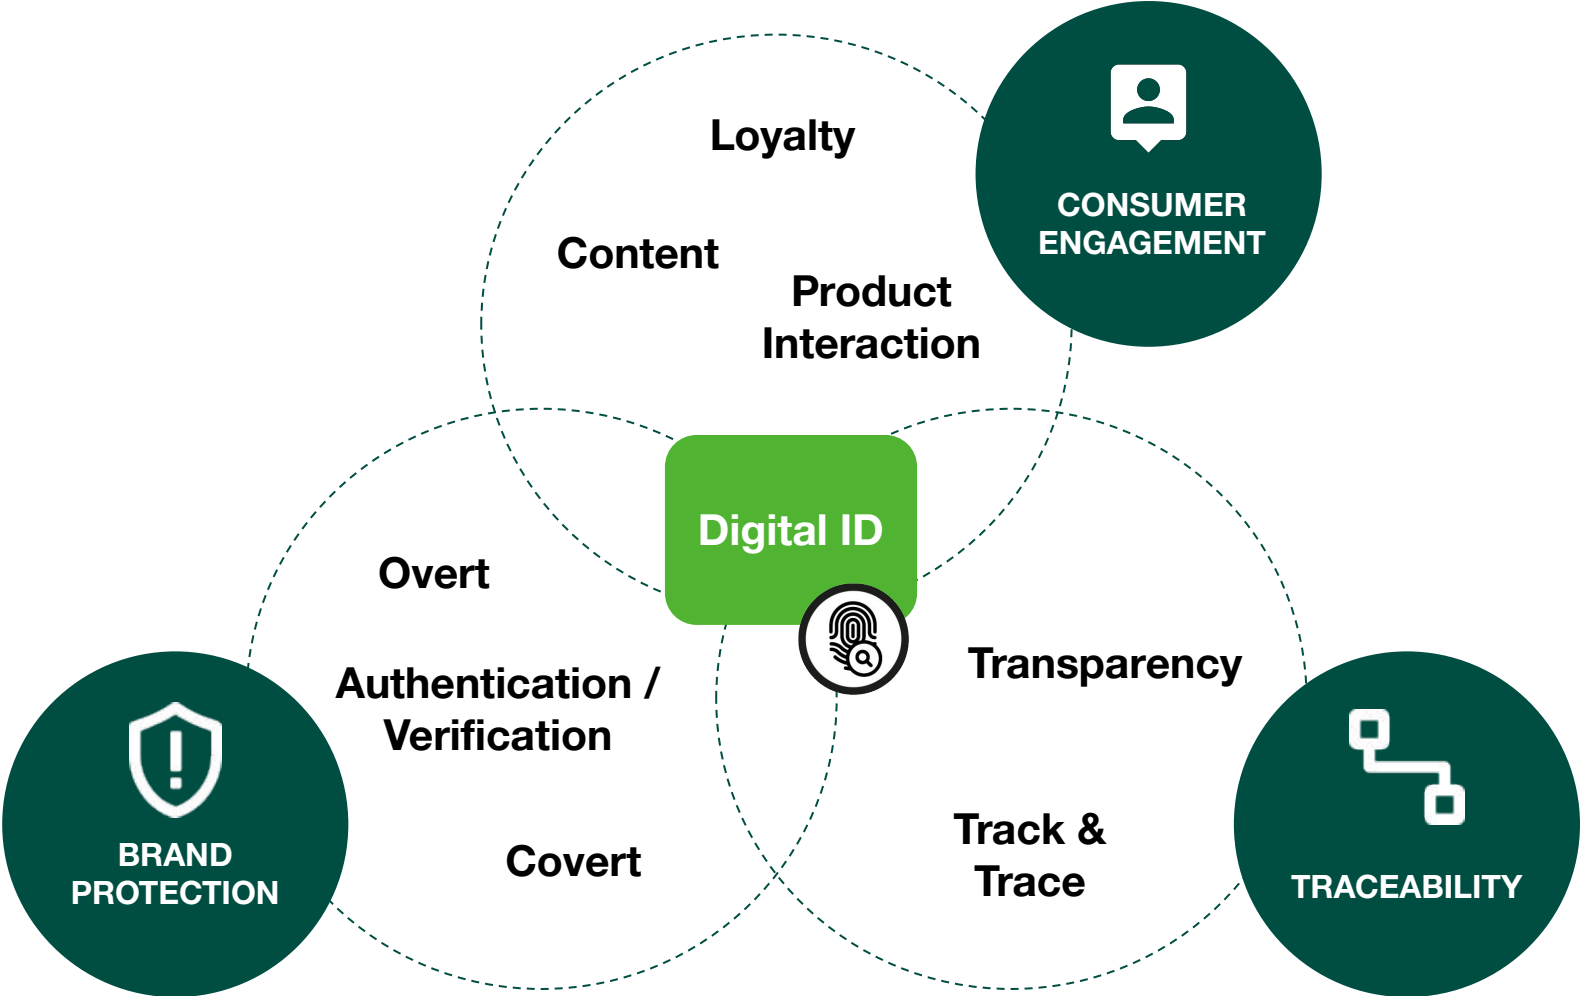 Loyalty
CONSUMER
ENGAGEMENT
Content
Product
Interaction
Digital ID
Overt
Authentication /
Verification
Covert
BRAND
PROTECTION
Transparency
Track &
Trace
TRACEABILITY